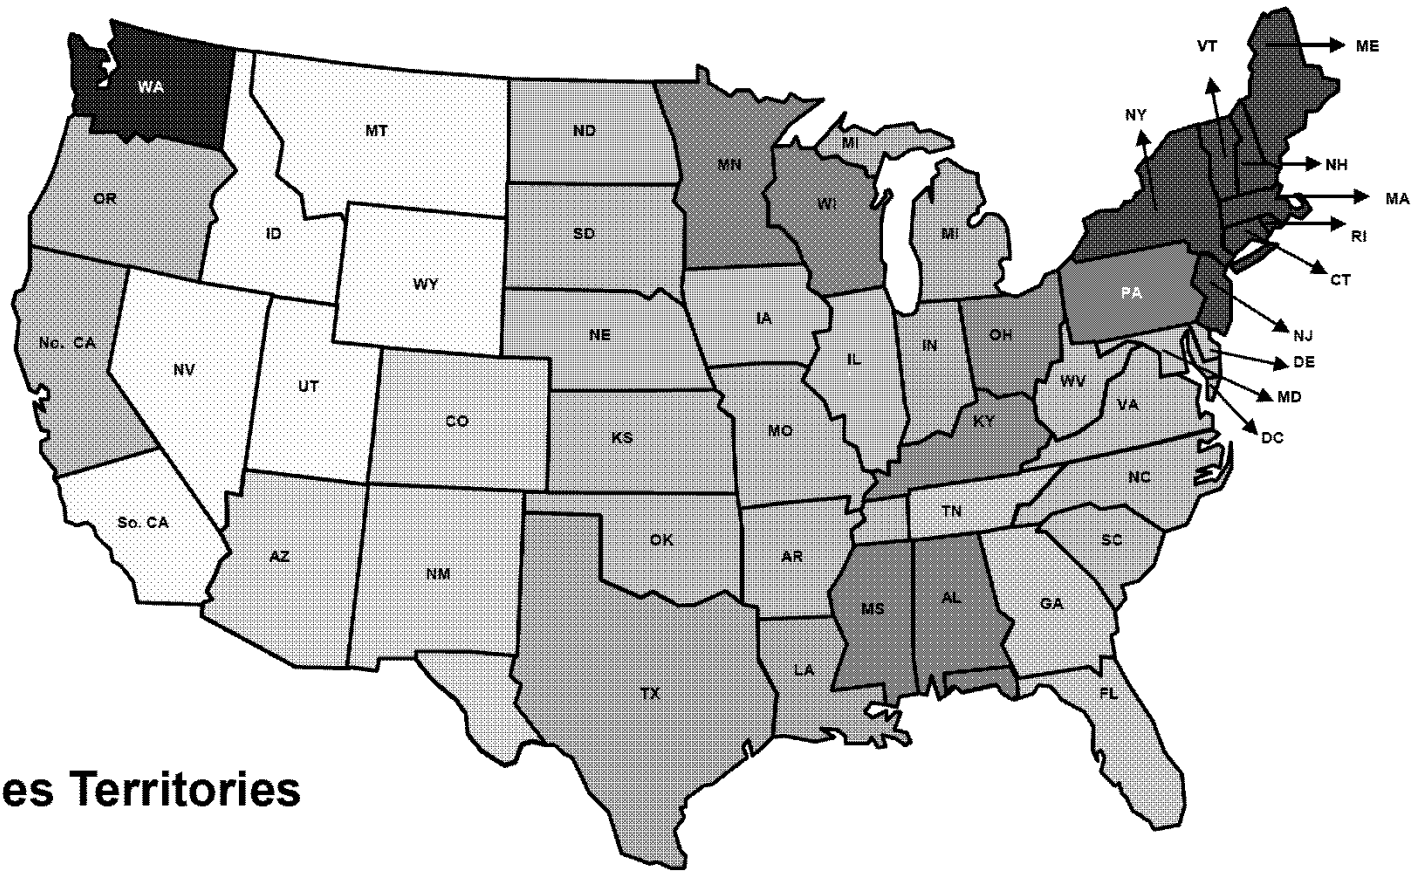 VT
ME
WA
NY
MT
ND
MI
MN
NH
OR
MA
WI
ID
SD
MI
RI
WY
CT
PA
IA
NE
OH
NJ
No. CA
IN
IL
DE
NV
UT
WV
MD
VA
CO
KY
MO
KS
DC
NC
TN
So. CA
OK
SC
AZ
AR
NM
AL
GA
MS
LA
TX
FL
es Territories